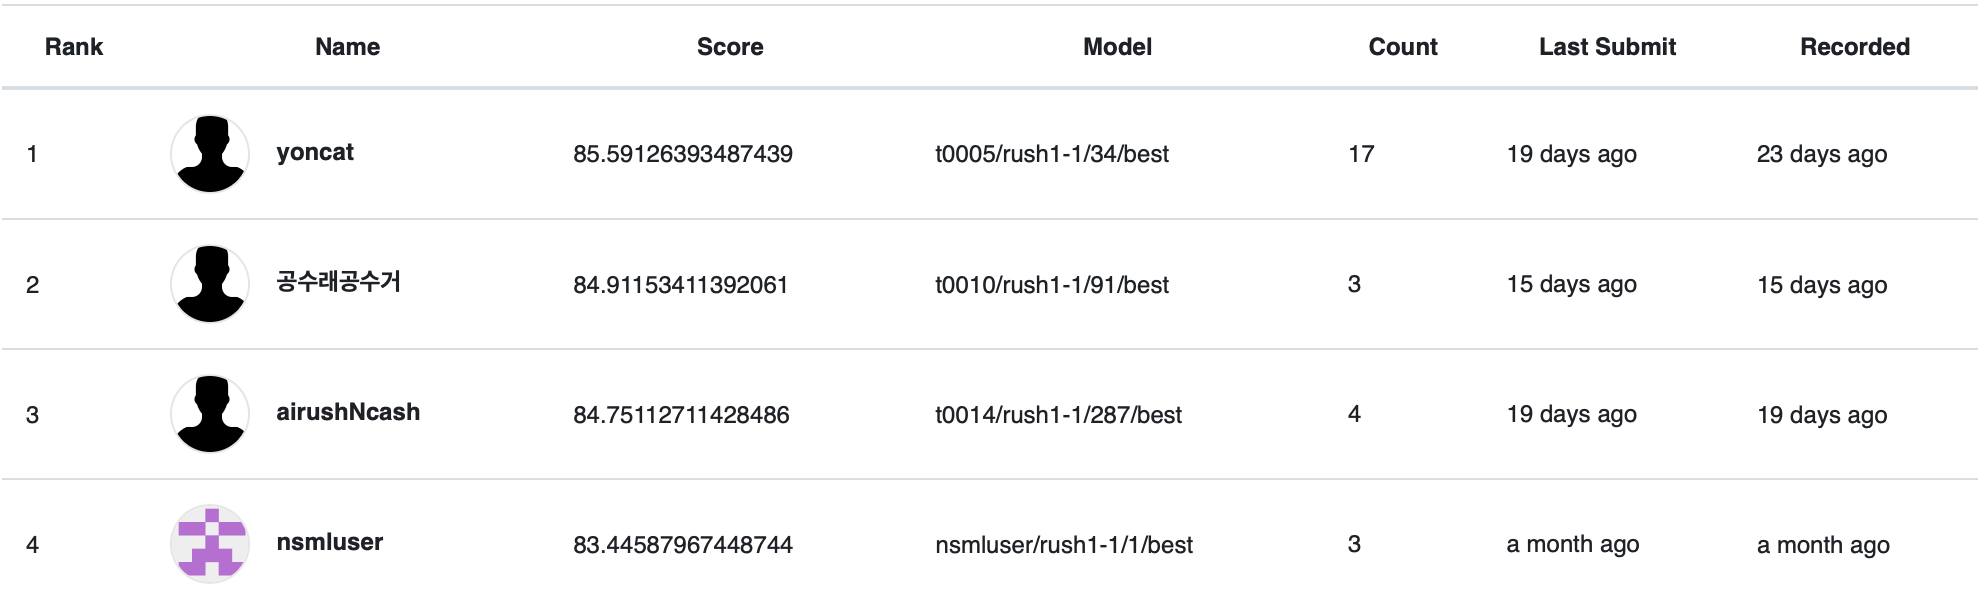 Rank Name Score Model Count Last Submit Recorded
1 yoncat 85.59126393487439 t0005/rush1-1/34/best 17 19 days ago 23 days ago
2 공수래공수거 84.91153411392061 t0010/rush1-1/91/best 3 15 days ago 15 days ago
3 airushNcash 84.75112711428486 t0014/rush1-1/287/best 4 19 days ago 19 days ago
4 nsmluser 83.44587967448744 nsmluser/rush1-1/1/best 3 a month ago a month ago